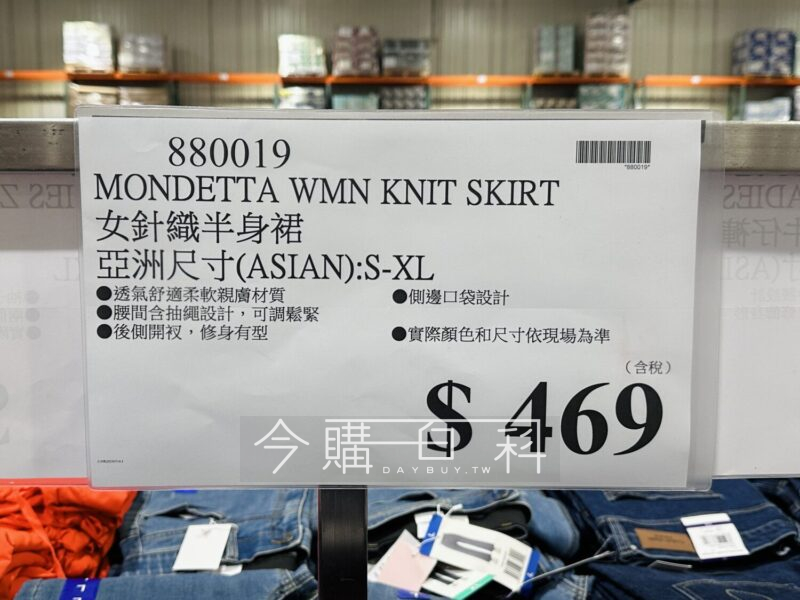 880019
*880019*
MONDETTA WMN KNIT SKIRT
女針織半身裙
亞洲尺寸(ASIAN):S-XL
●透氣舒適柔軟親膚材質
●腰間含抽繩設計，可調鬆緊
●後側開衩，修身有型
●側邊口袋設計
●實際顏色和尺寸依現場為準
（含稅）
$ 469
今購百科
DAYBUY.TW